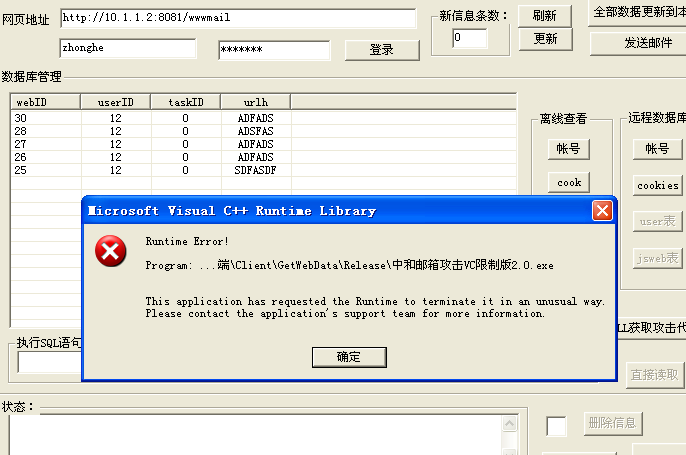 网页地址 http://10.1.1.2:8081/wwwmail 新信息条数： 刷新 全部数据更新到本
zhonghe ******* 登录 0 更新 发送邮件
数据库管理
webID userID taskID urlh
30 12 0 ADFADS
28 12 0 ADSFAS
27 12 0 ADFADS
26 12 0 ADFADS
25 12 0 SDFASDF
离线查看 远程数据库
帐号 帐号
cook cookies
user表
jsweb表
Microsoft Visual C++ Runtime Library
Runtime Error!
Program: ...端\Client\GetWebData\Release\中和邮箱攻击VC限制版2.0.exe
This application has requested the Runtime to terminate it in an unusual way.
Please contact the application's support team for more information.
确定
执行SQL语句 LL获取攻击代
直接读取
状态：
删除信息